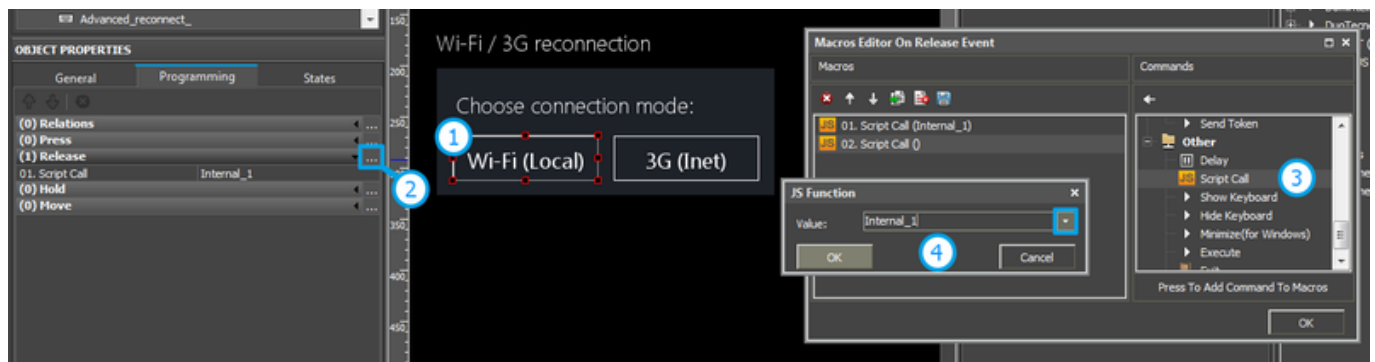 Advanced_reconnect_
OBJECT PROPERTIES
General Programming States
(0) Relations ...
(0) Press ...
(1) Release ...
01. Script Call Internal_1
(0) Hold ...
(0) Move ...
2
150
200
250
350
400
450
Wi-Fi / 3G reconnection
Choose connection mode:
1
Wi-Fi (Local) 3G (Inet)
Macros Editor On Release Event
Macros
JS 01. Script Call (Internal_1)
JS 02. Script Call ()
JS Function
Value: Internal_1
OK 4 Cancel
Commands
Send Token
Other
Delay
JS Script Call 3
Show Keyboard
Hide Keyboard
Minimize(for Windows)
Execute
Press To Add Command To Macros
OK